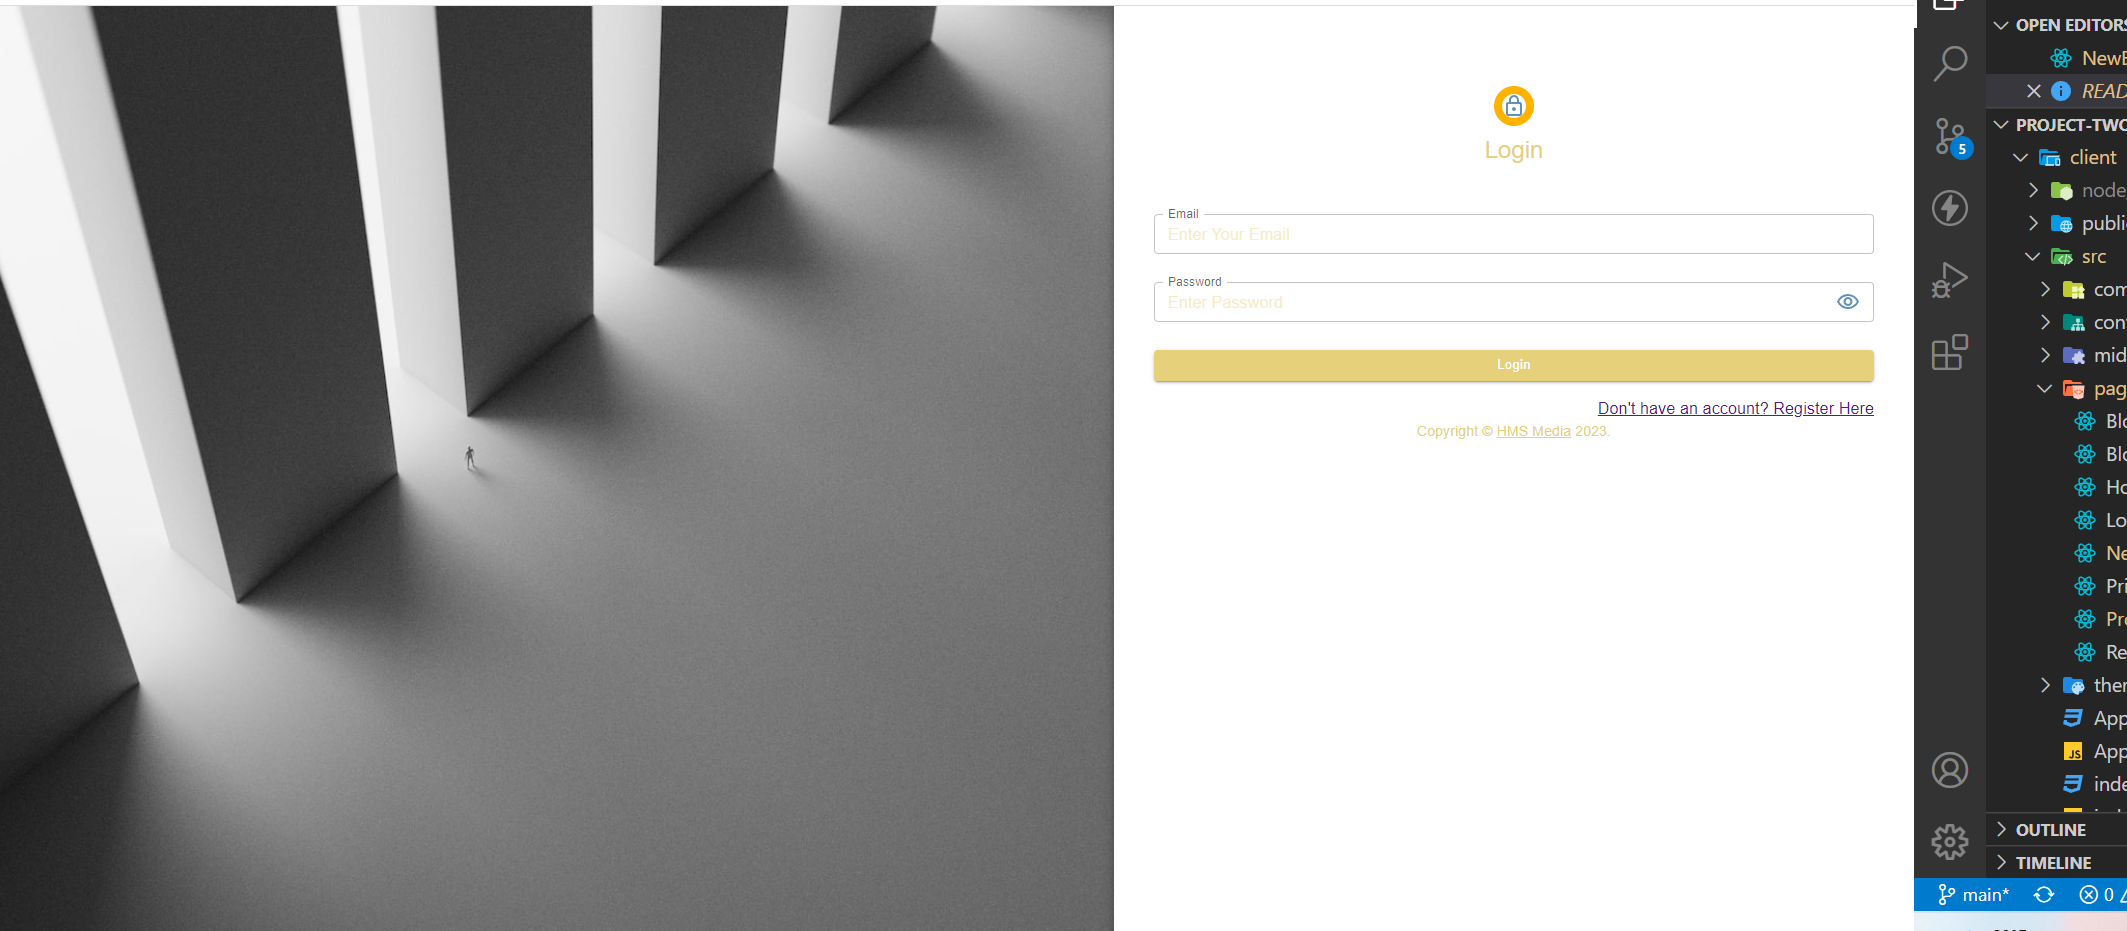 Login
Email
Enter Your Email
Password
Enter Password
Login
Don't have an account? Register Here
Copyright © HMS Media 2023.
OPEN EDITORS
READ
PROJECT-TWO
client
node
publi
src
com
con
mid
pag
Blo
Blo
Ho
Lo
Ne
Pri
Pro
Re
then
App
JS App
inde
OUTLINE
TIMELINE
5
main*
0